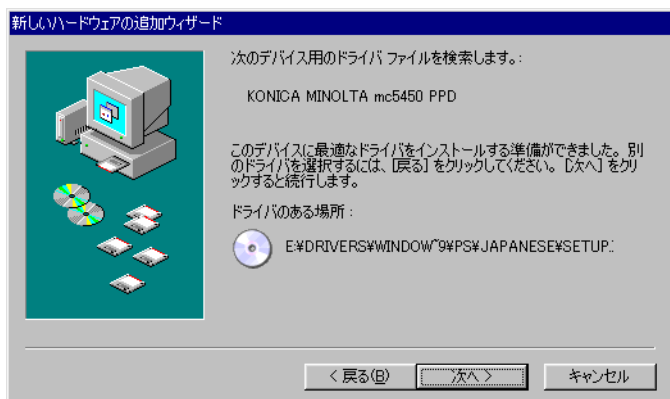 新しいハードウェアの追加ウィザード
次のデバイス用のドライバ ファイルを検索します。:
KONICA MINOLTA mc5450 PPD
このデバイスに最適なドライバをインストールする準備ができました。別
のドライバを選択するには、[戻る] をクリックしてください。[次へ] をクリ
ックすると続行します。
ドライバのある場所 :
E:¥DRIVERS¥WINDOW~9¥PS¥JAPANESE¥SETUP.
< 戻る(B)
次へ >
キャンセル